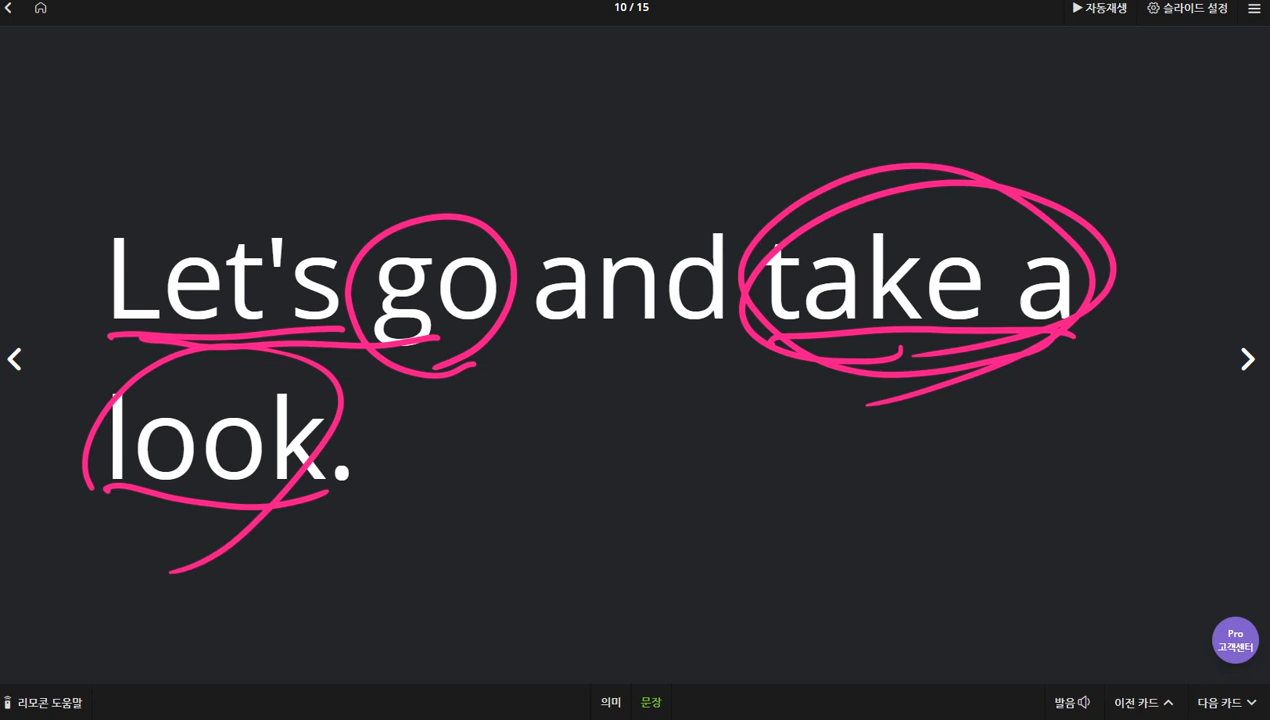 10 / 15
자동재생
슬라이드 설정
Let's go and take a
look.
Pro
고객센터
리모콘 도움말
의미
문장
발음
이전 카드
다음 카드